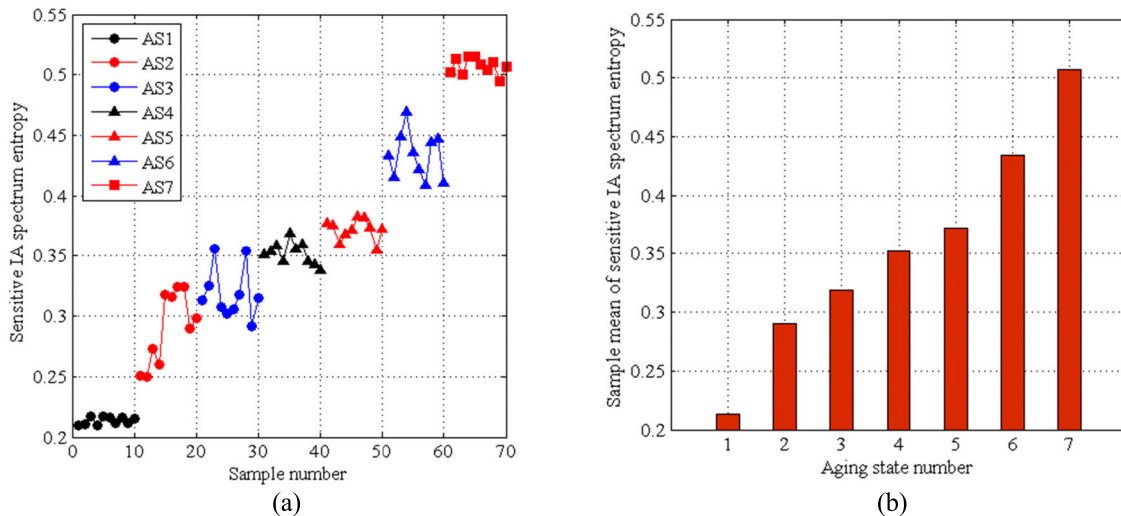 0.55
0.5
0.45
0.4
0.35
0.3
0.25
0.2
Sensitive IA spectrum entropy
AS1
AS2
AS3
AS4
AS5
AS6
AS7
0 10 20 30 40 50 60 70
Sample number
(a)
0.55
0.5
0.45
0.4
0.35
0.3
0.25
0.2
Sample mean of sensitive IA spectrum entropy
1 2 3 4 5 6 7
Aging state number
(b)